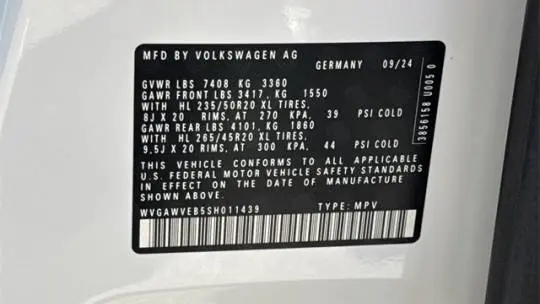 MFD BY VOLKSWAGEN AG
GERMANY 09/24
GVWR LBS 7408 KG 3360
GAWR FRONT LBS 3417, KG 1550
WITH HL 235/50R20 XL TIRES,
8J X 20 RIMS, AT 270 KPA, 39 PSI COLD
GAWR REAR LBS 4101, KG 1860
WITH HL 265/45R20 XL TIRES,
9,5J X 20 RIMS, AT 300 KPA, 44 PSI COLD
THIS VEHICLE CONFORMS TO ALL APPLICABLE
U.S. FEDERAL MOTOR VEHICLE SAFETY STANDARDS
IN EFFECT ON THE DATE OF MANUFACTURE
SHOWN ABOVE.
WVGAWVEB5SH011439 TYPE: MPV
3856158 U005 0